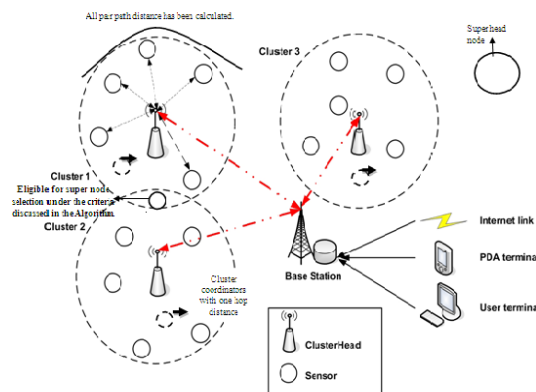 All pair path distance has been calculated.
Cluster 3
Superhead
node
Cluster 1
Eligible for super node
selection under the criteria
discussed in the Algorithm.
Cluster 2
Internet link
Base Station
PDA terminal
Cluster
coordinators
with one hop
distance
User terminal
ClusterHead
Sensor